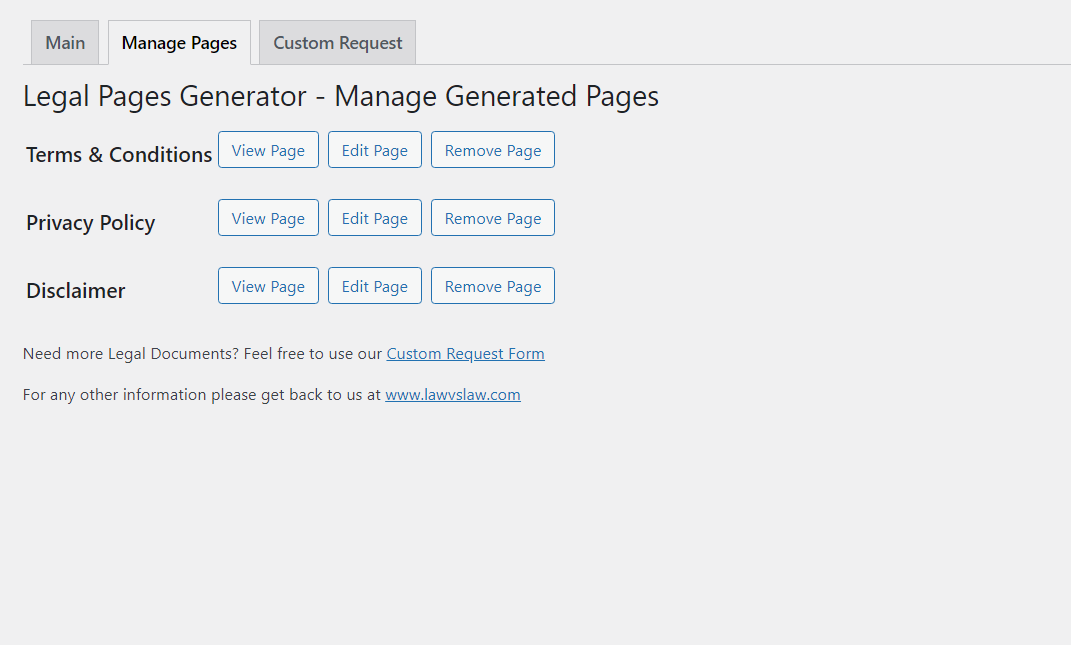 Main Manage Pages Custom Request
Legal Pages Generator - Manage Generated Pages
Terms & Conditions View Page Edit Page Remove Page
Privacy Policy View Page Edit Page Remove Page
Disclaimer View Page Edit Page Remove Page
Need more Legal Documents? Feel free to use our Custom Request Form
For any other information please get back to us at www.lawvslaw.com